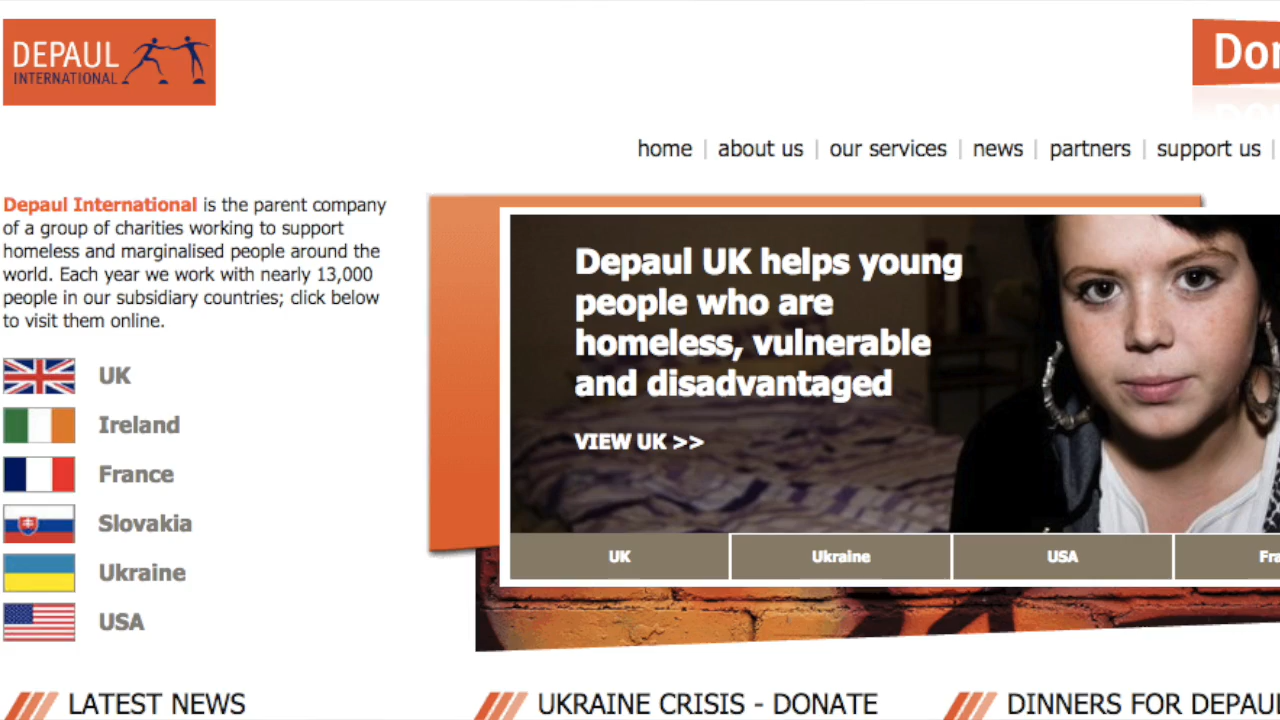 DEPAUL
INTERNATIONAL
home | about us | our services | news | partners | support us |
Depaul International is the parent company
of a group of charities working to support
homeless and marginalised people around the
world. Each year we work with nearly 13,000
people in our subsidiary countries; click below
to visit them online.
UK
Ireland
France
Slovakia
Ukraine
USA
Depaul UK helps young
people who are
homeless, vulnerable
and disadvantaged
VIEW UK >>
UK
Ukraine
USA
LATEST NEWS
UKRAINE CRISIS - DONATE
DINNERS FOR DEPAUL